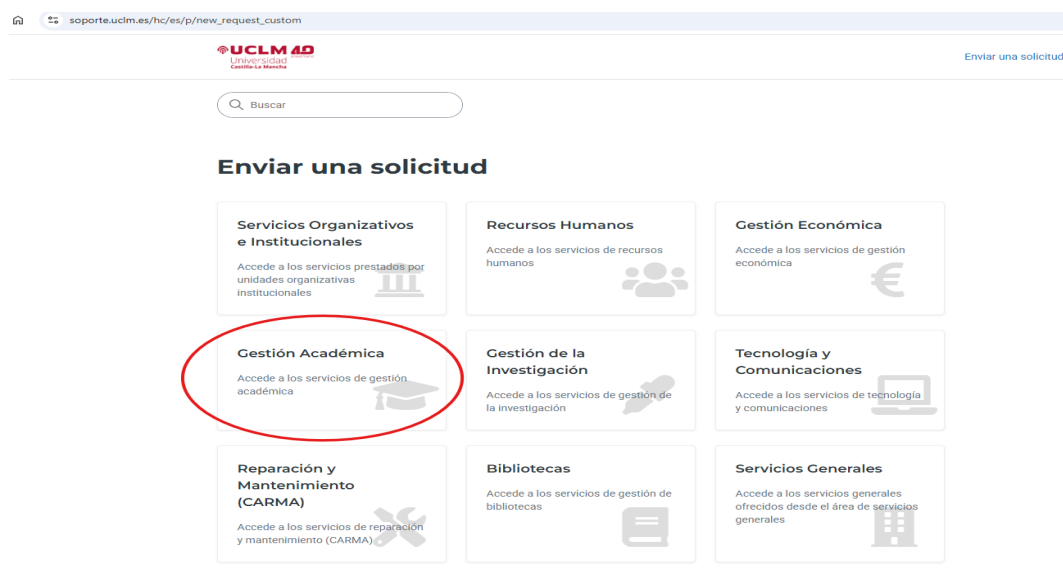 soporte.uclm.es/hc/es/p/new_request_custom
UCLM
Universidad
Castilla-La Mancha
Enviar una solicitud
Buscar
Enviar una solicitud
Servicios Organizativos
e Institucionales
Accede a los servicios prestados por
unidades organizativas
institucionales
Recursos Humanos
Accede a los servicios de recursos
humanos
Gestión Económica
Accede a los servicios de gestión
económica
Gestión Académica
Accede a los servicios de gestión
académica
Gestión de la
Investigación
Accede a los servicios de gestión de
la investigación
Tecnología y
Comunicaciones
Accede a los servicios de tecnología
y comunicaciones
Reparación y
Mantenimiento
(CARMA)
Accede a los servicios de reparación
y mantenimiento (CARMA)
Bibliotecas
Accede a los servicios de gestión de
bibliotecas
Servicios Generales
Accede a los servicios generales
ofrecidos desde el área de servicios
generales